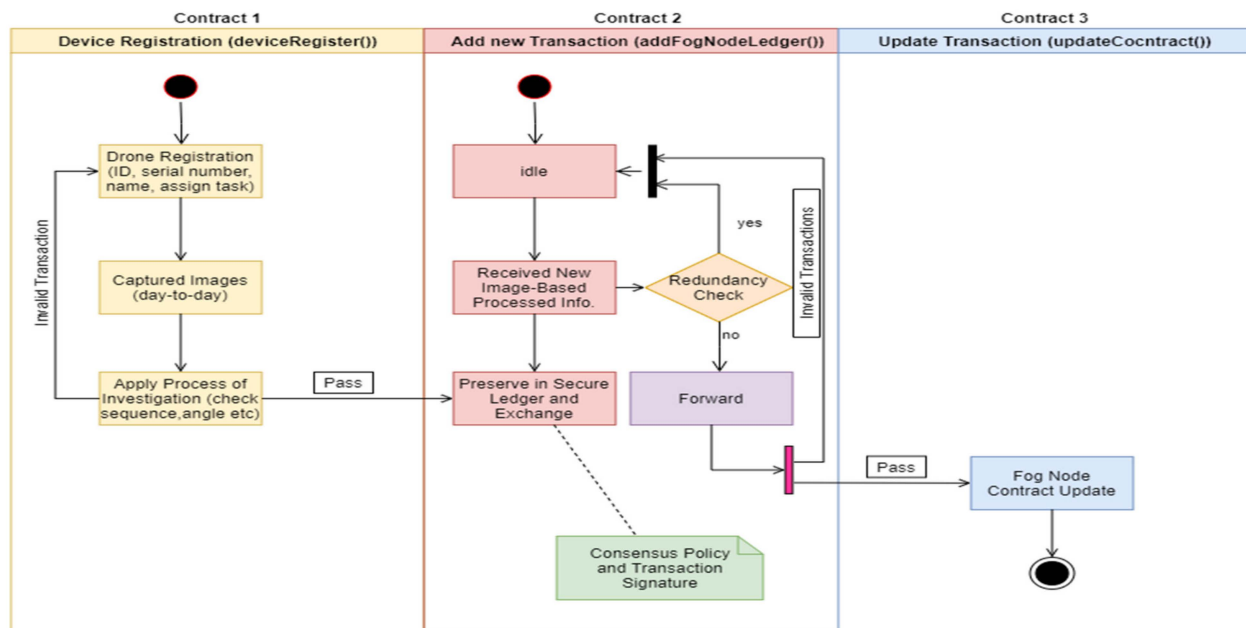 Contract 1
Contract 2
Contract 3
Device Registration (deviceRegister())
Add new Transaction (addFogNodeLedger())
Update Transaction (updateCocntract())
Drone Registration
(ID, serial number,
name, assign task)
Invalid Transaction
Captured Images
(day-to-day)
Apply Process of
Investigation (check
sequence,angle etc)
Pass
idle
Received New
Image-Based
Processed Info.
Preserve in Secure
Ledger and
Exchange
yes
Redundancy
Check
no
Invalid Transactions
Forward
Consensus Policy
and Transaction
Signature
Pass
Fog Node
Contract Update